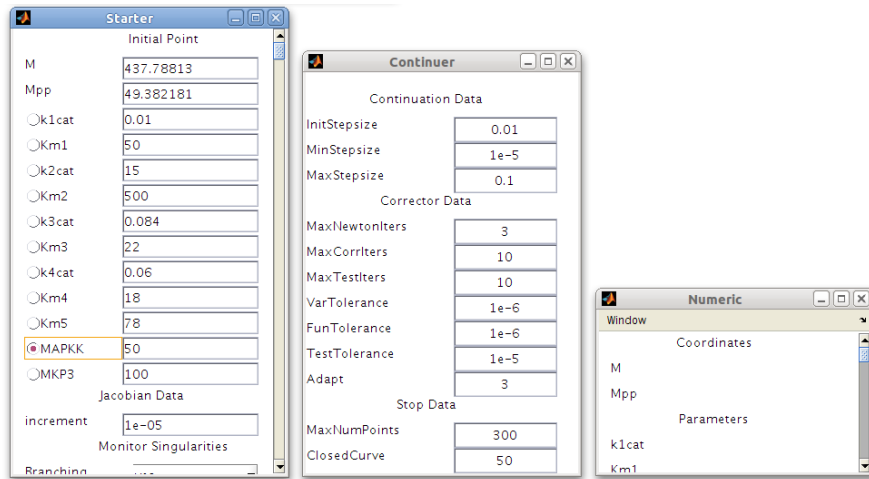 Starter
Initial Point
M 437.78813
Mpp 49.382181
k1cat 0.01
Km1 50
k2cat 15
Km2 500
k3cat 0.084
Km3 22
k4cat 0.06
Km4 18
Km5 78
MAPKK 50
MKP3 100
Jacobian Data
increment 1e-05
Monitor Singularities
Branching
Continuer
Continuation Data
InitStepsize 0.01
MinStepsize 1e-5
MaxStepsize 0.1
Corrector Data
MaxNewtonIters 3
MaxCorrIters 10
MaxTestIters 10
VarTolerance 1e-6
FunTolerance 1e-6
TestTolerance 1e-5
Adapt 3
Stop Data
MaxNumPoints 300
ClosedCurve 50
Numeric
Window
Coordinates
M
Mpp
Parameters
k1cat
Km1